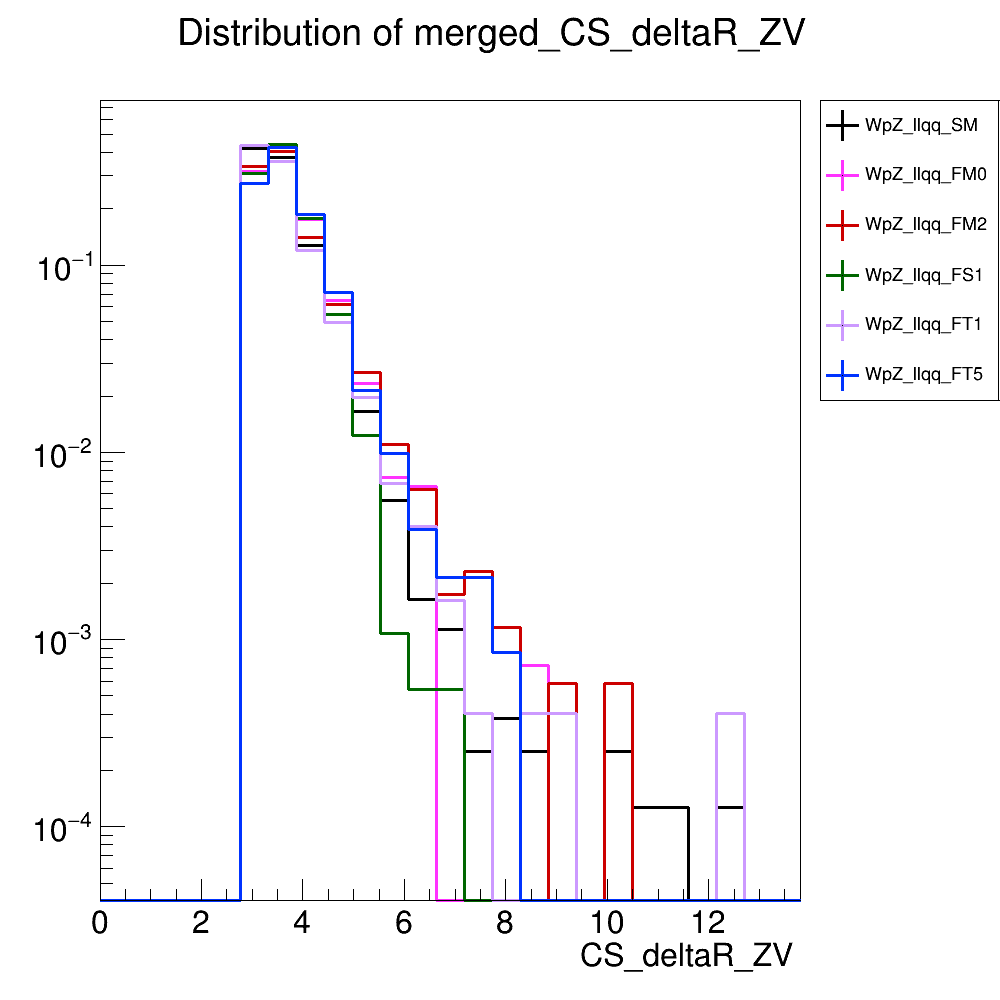 Distribution of merged_CS_deltaR_ZV
WpZ_llqq_SM
WpZ_llqq_FM0
WpZ_llqq_FM2
WpZ_llqq_FS1
WpZ_llqq_FT1
WpZ_llqq_FT5
10⁻¹
10⁻²
10⁻³
10⁻⁴
0 2 4 6 8 10 12
CS_deltaR_ZV